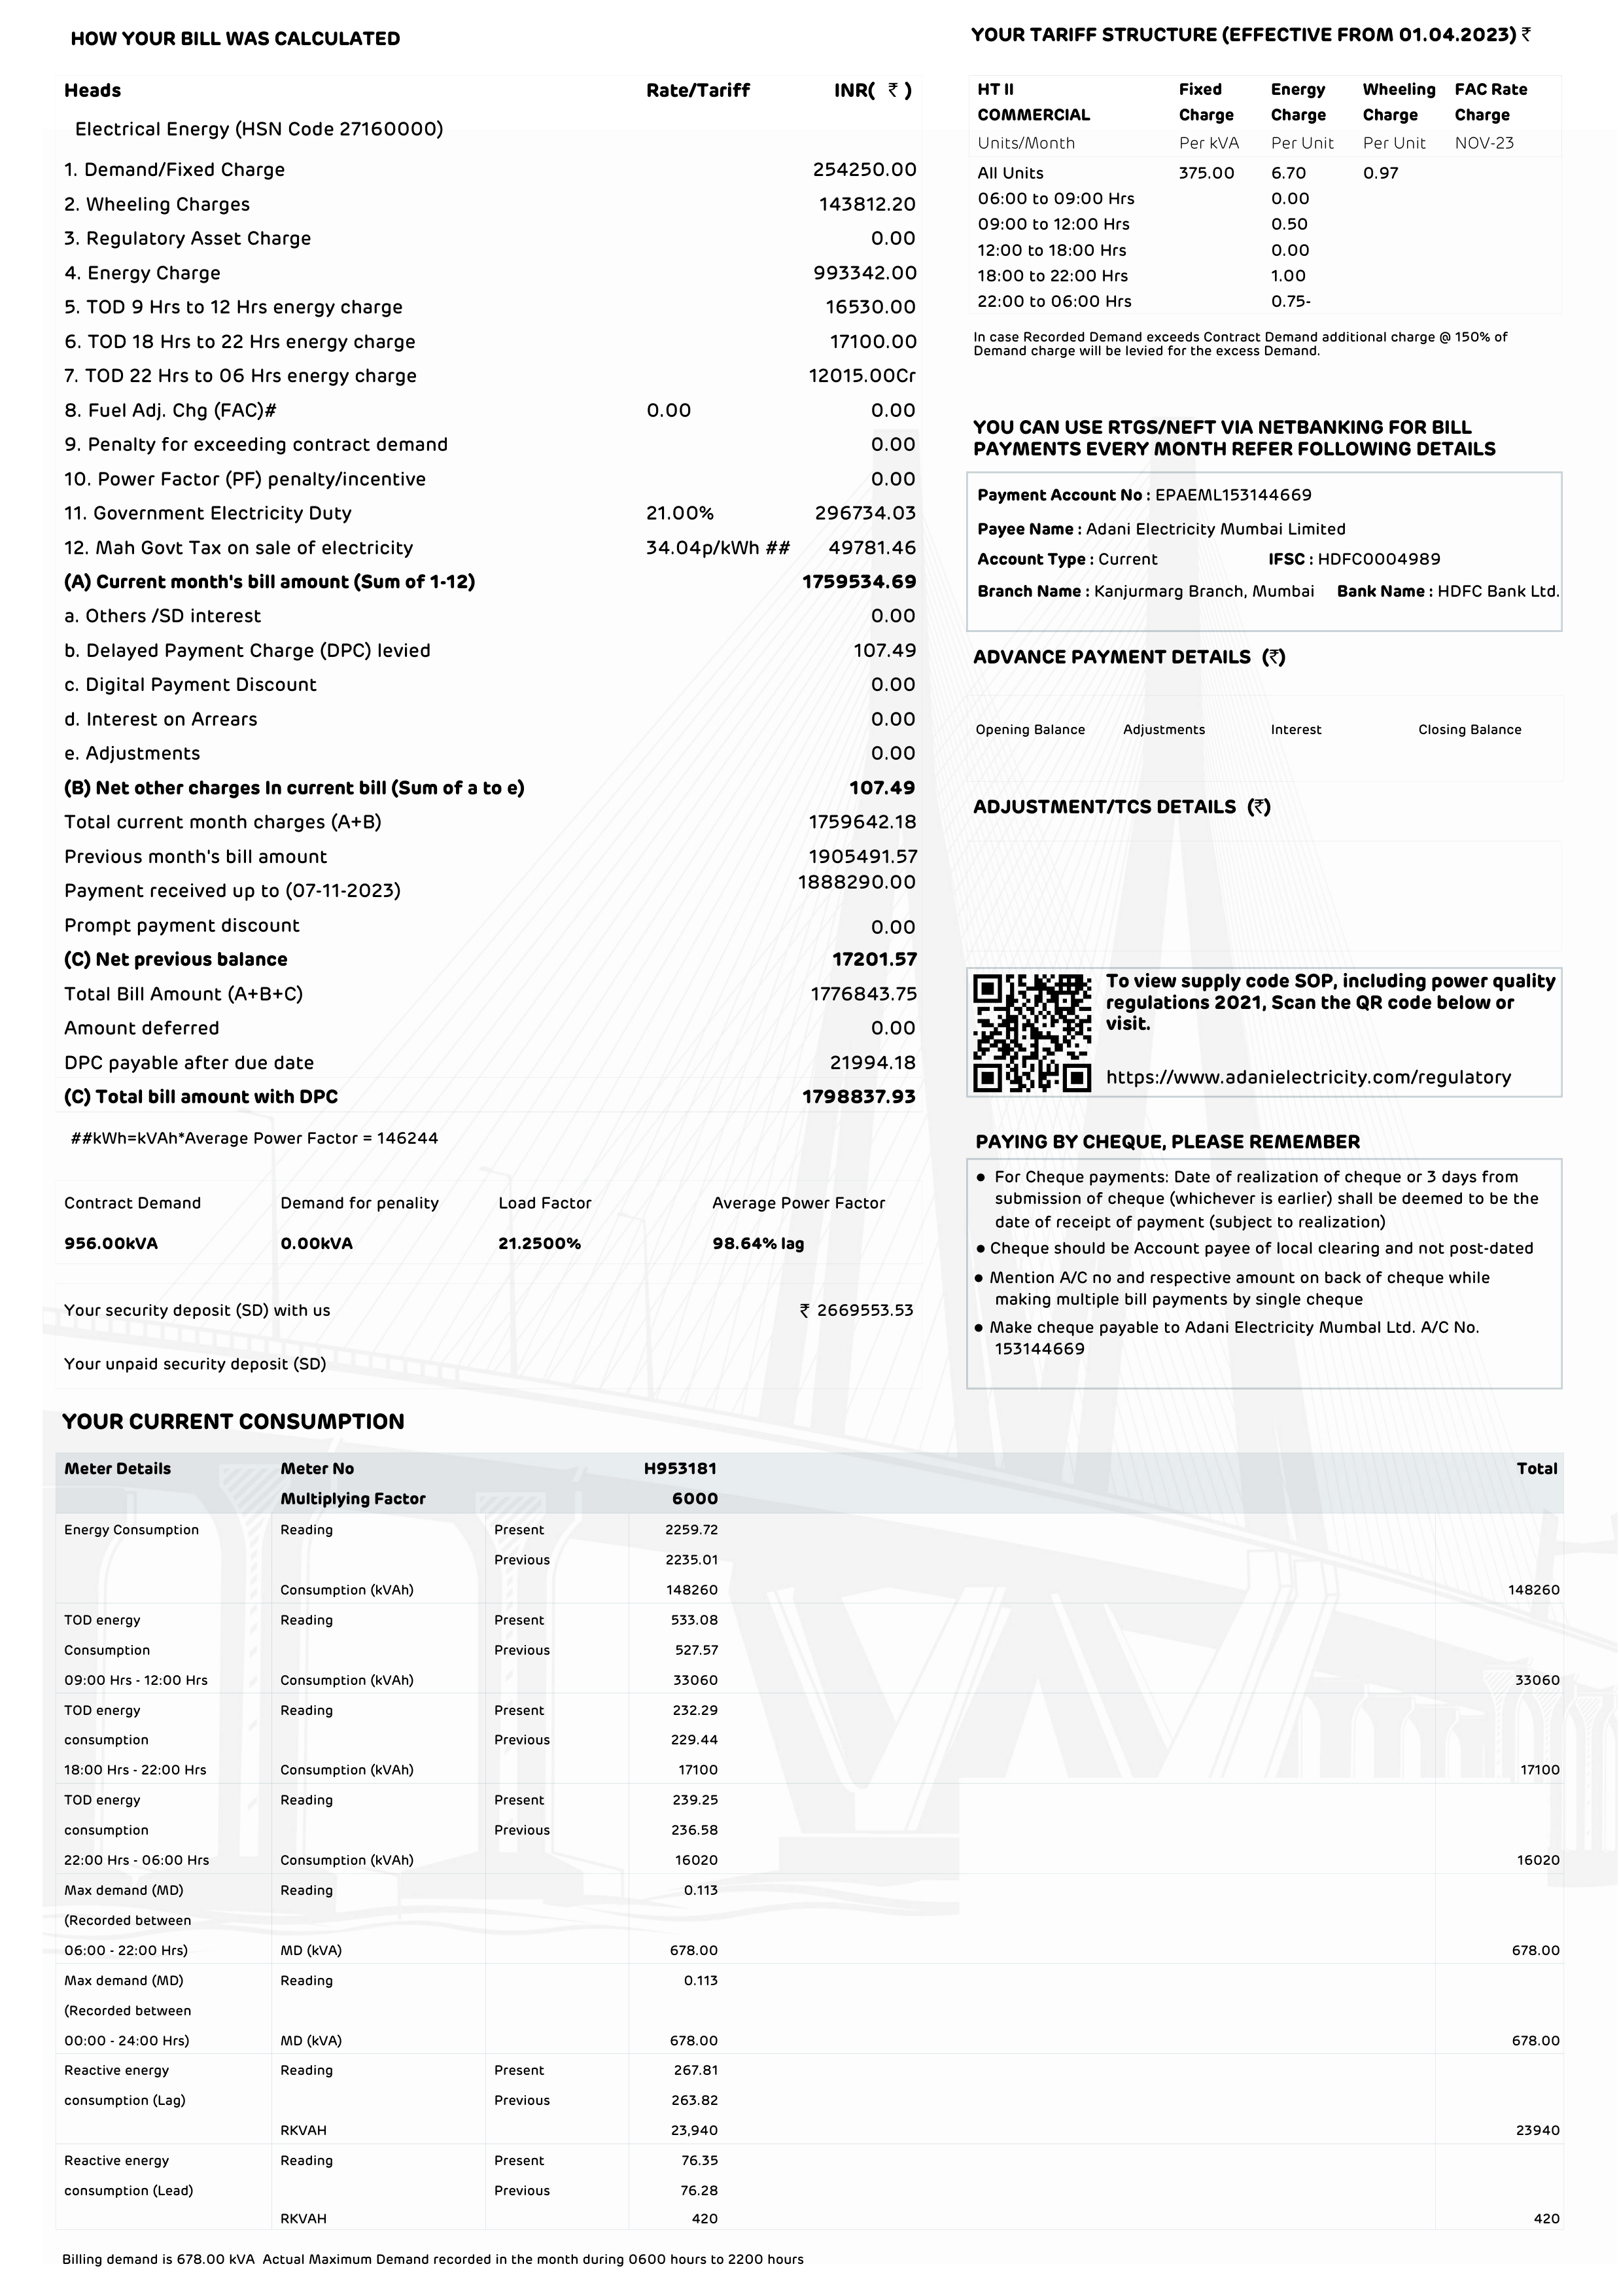 HOW YOUR BILL WAS CALCULATED
Heads Rate/Tariff INR( ₹ )
Electrical Energy (HSN Code 27160000)
1. Demand/Fixed Charge 254250.00
2. Wheeling Charges 143812.20
3. Regulatory Asset Charge 0.00
4. Energy Charge 993342.00
5. TOD 9 Hrs to 12 Hrs energy charge 16530.00
6. TOD 18 Hrs to 22 Hrs energy charge 17100.00
7. TOD 22 Hrs to 06 Hrs energy charge 12015.00Cr
8. Fuel Adj. Chg (FAC)# 0.00 0.00
9. Penalty for exceeding contract demand 0.00
10. Power Factor (PF) penalty/incentive 0.00
11. Government Electricity Duty 21.00% 296734.03
12. Mah Govt Tax on sale of electricity 34.04p/kWh ## 49781.46
(A) Current month's bill amount (Sum of 1-12) 1759534.69
a. Others /SD interest 0.00
b. Delayed Payment Charge (DPC) levied 107.49
c. Digital Payment Discount 0.00
d. Interest on Arrears 0.00
e. Adjustments 0.00
(B) Net other charges In current bill (Sum of a to e) 107.49
Total current month charges (A+B) 1759642.18
Previous month's bill amount 1905491.57
Payment received up to (07-11-2023) 1888290.00
Prompt payment discount 0.00
(C) Net previous balance 17201.57
Total Bill Amount (A+B+C) 1776843.75
Amount deferred 0.00
DPC payable after due date 21994.18
(C) Total bill amount with DPC 1798837.93
##kWh=kVAh*Average Power Factor = 146244
Contract Demand Demand for penality Load Factor Average Power Factor
956.00kVA 0.00kVA 21.2500% 98.64% lag
Your security deposit (SD) with us ₹ 2669553.53
Your unpaid security deposit (SD)
YOUR TARIFF STRUCTURE (EFFECTIVE FROM 01.04.2023) ₹
HT II Fixed Energy Wheeling FAC Rate
COMMERCIAL Charge Charge Charge Charge
Units/Month Per kVA Per Unit Per Unit NOV-23
All Units 375.00 6.70 0.97
06:00 to 09:00 Hrs 0.00
09:00 to 12:00 Hrs 0.50
12:00 to 18:00 Hrs 0.00
18:00 to 22:00 Hrs 1.00
22:00 to 06:00 Hrs 0.75-
In case Recorded Demand exceeds Contract Demand additional charge @ 150% of
Demand charge will be levied for the excess Demand.
YOU CAN USE RTGS/NEFT VIA NETBANKING FOR BILL
PAYMENTS EVERY MONTH REFER FOLLOWING DETAILS
Payment Account No : EPAEML153144669
Payee Name : Adani Electricity Mumbai Limited
Account Type : Current IFSC : HDFC0004989
Branch Name : Kanjurmarg Branch, Mumbai Bank Name : HDFC Bank Ltd.
ADVANCE PAYMENT DETAILS (₹)
Opening Balance Adjustments Interest Closing Balance
ADJUSTMENT/TCS DETAILS (₹)
To view supply code SOP, including power quality
regulations 2021, Scan the QR code below or
visit.
https://www.adanielectricity.com/regulatory
PAYING BY CHEQUE, PLEASE REMEMBER
● For Cheque payments: Date of realization of cheque or 3 days from
submission of cheque (whichever is earlier) shall be deemed to be the
date of receipt of payment (subject to realization)
● Cheque should be Account payee of local clearing and not post-dated
● Mention A/C no and respective amount on back of cheque while
making multiple bill payments by single cheque
● Make cheque payable to Adani Electricity Mumbal Ltd. A/C No.
153144669
YOUR CURRENT CONSUMPTION
Meter Details Meter No H953181 Total
Multiplying Factor 6000
Energy Consumption Reading Present 2259.72
Previous 2235.01
Consumption (kVAh) 148260 148260
TOD energy Reading Present 533.08
Consumption Previous 527.57
09:00 Hrs - 12:00 Hrs Consumption (kVAh) 33060 33060
TOD energy Reading Present 232.29
consumption Previous 229.44
18:00 Hrs - 22:00 Hrs Consumption (kVAh) 17100 17100
TOD energy Reading Present 239.25
consumption Previous 236.58
22:00 Hrs - 06:00 Hrs Consumption (kVAh) 16020 16020
Max demand (MD) Reading 0.113
(Recorded between
06:00 - 22:00 Hrs) MD (kVA) 678.00 678.00
Max demand (MD) Reading 0.113
(Recorded between
00:00 - 24:00 Hrs) MD (kVA) 678.00 678.00
Reactive energy Reading Present 267.81
consumption (Lag) Previous 263.82
RKVAH 23,940 23940
Reactive energy Reading Present 76.35
consumption (Lead) Previous 76.28
RKVAH 420 420
Billing demand is 678.00 kVA Actual Maximum Demand recorded in the month during 0600 hours to 2200 hours